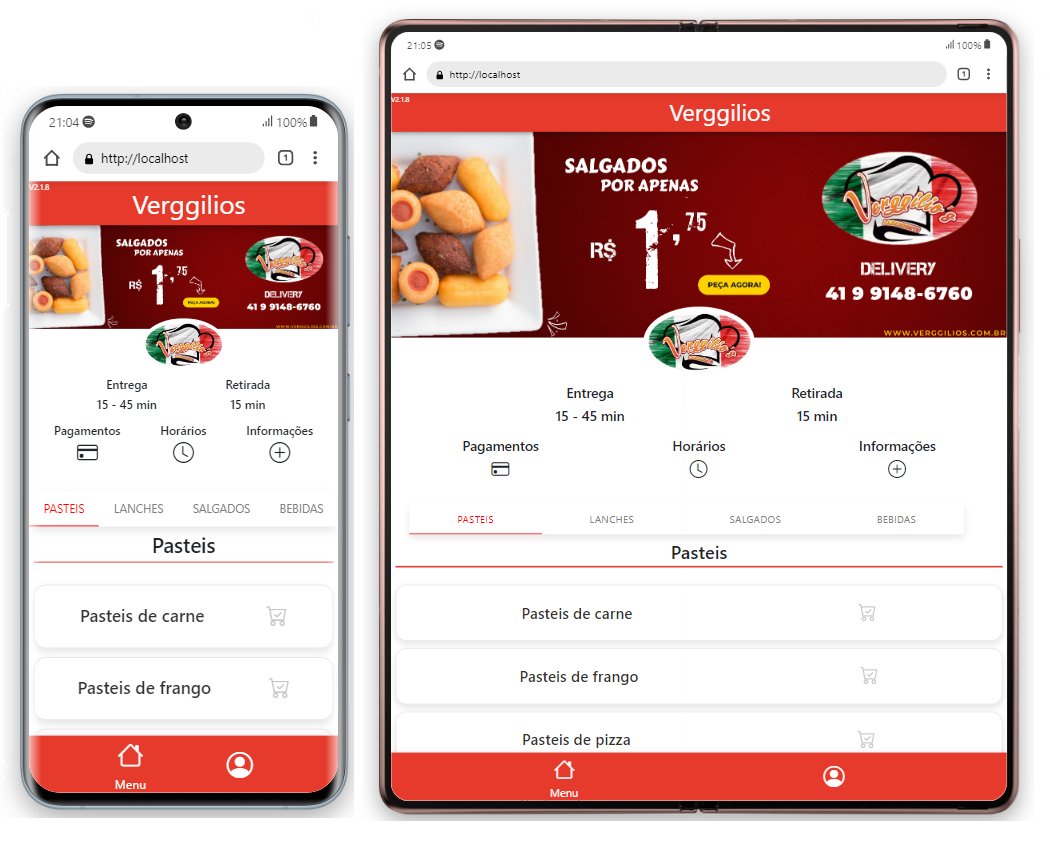 21:04
100%
http://localhost
1
V2.1.8
Verggilios
SALGADOS
POR APENAS
R$ 1,75
PEÇA AGORA!
Verggilio's
DELIVERY
41 9 9148-6760
WWW.VERGGILIOS.COM.BR
Verggilio's
Entrega
Retirada
15 - 45 min
15 min
Pagamentos
Horários
Informações
PASTEIS
LANCHES
SALGADOS
BEBIDAS
Pasteis
Pasteis de carne
Pasteis de frango
Menu
21:05
100%
http://localhost
1
V2.1.8
Verggilios
SALGADOS
POR APENAS
R$ 1,75
PEÇA AGORA!
Verggilio's
DELIVERY
41 9 9148-6760
WWW.VERGGILIOS.COM.BR
Verggilio's
Entrega
Retirada
15 - 45 min
15 min
Pagamentos
Horários
Informações
PASTEIS
LANCHES
SALGADOS
BEBIDAS
Pasteis
Pasteis de carne
Pasteis de frango
Pasteis de pizza
Menu